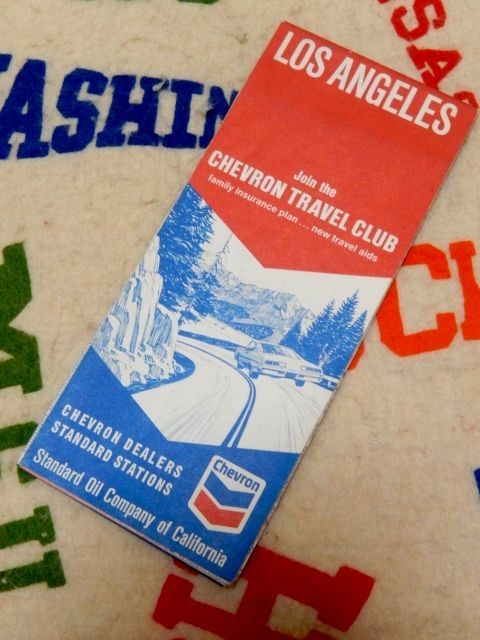 LOS ANGELES
Join the
CHEVRON TRAVEL CLUB
family insurance plan ... new travel aids
CHEVRON DEALERS
STANDARD STATIONS
Standard Oil Company of California
Chevron
WASHIN